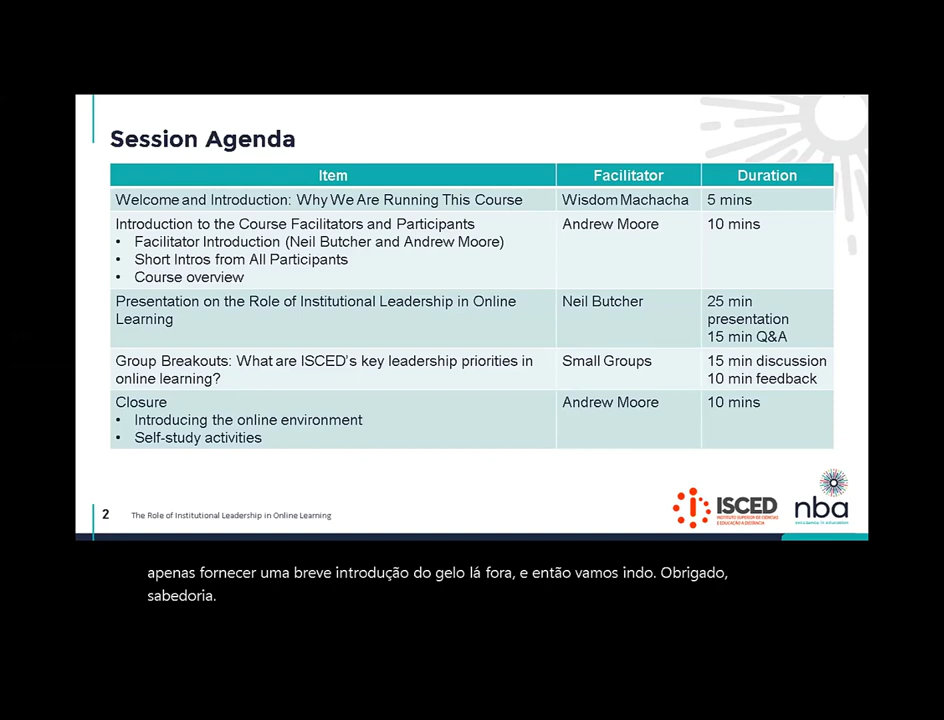 Session Agenda
Item Facilitator Duration
Welcome and Introduction: Why We Are Running This Course Wisdom Machacha 5 mins
Introduction to the Course Facilitators and Participants Andrew Moore 10 mins
• Facilitator Introduction (Neil Butcher and Andrew Moore)
• Short Intros from All Participants
• Course overview
Presentation on the Role of Institutional Leadership in Online Neil Butcher 25 min
Learning presentation
15 min Q&A
Group Breakouts: What are ISCED's key leadership priorities in Small Groups 15 min discussion
online learning? 10 min feedback
Closure Andrew Moore 10 mins
• Introducing the online environment
• Self-study activities
2 The Role of Institutional Leadership in Online Learning
ISCED
INSTITUTO SUPERIOR DE CIÊNCIAS
E EDUCAÇÃO A DISTÂNCIA
nba
apenas fornecer uma breve introdução do gelo lá fora, e então vamos indo. Obrigado,
sabedoria.